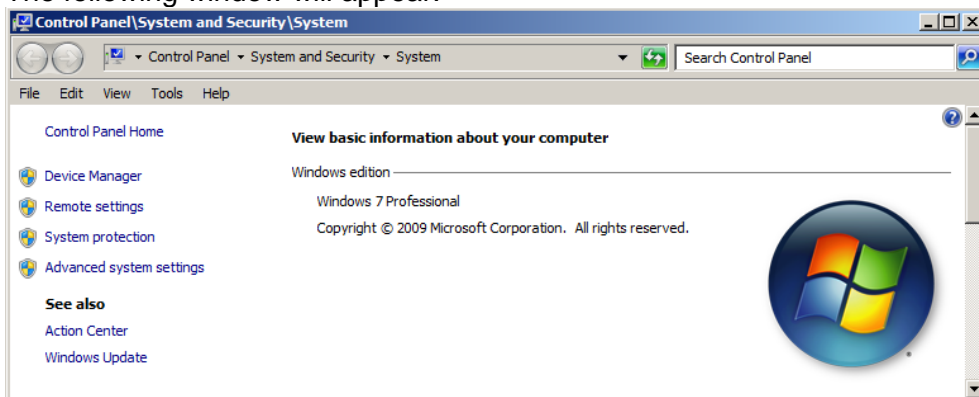 The following window will appear:
Control Panel\System and Security\System
Control Panel System and Security System
Search Control Panel
File Edit View Tools Help
Control Panel Home
Device Manager
Remote settings
System protection
Advanced system settings
See also
Action Center
Windows Update
View basic information about your computer
Windows edition
Windows 7 Professional
Copyright © 2009 Microsoft Corporation. All rights reserved.